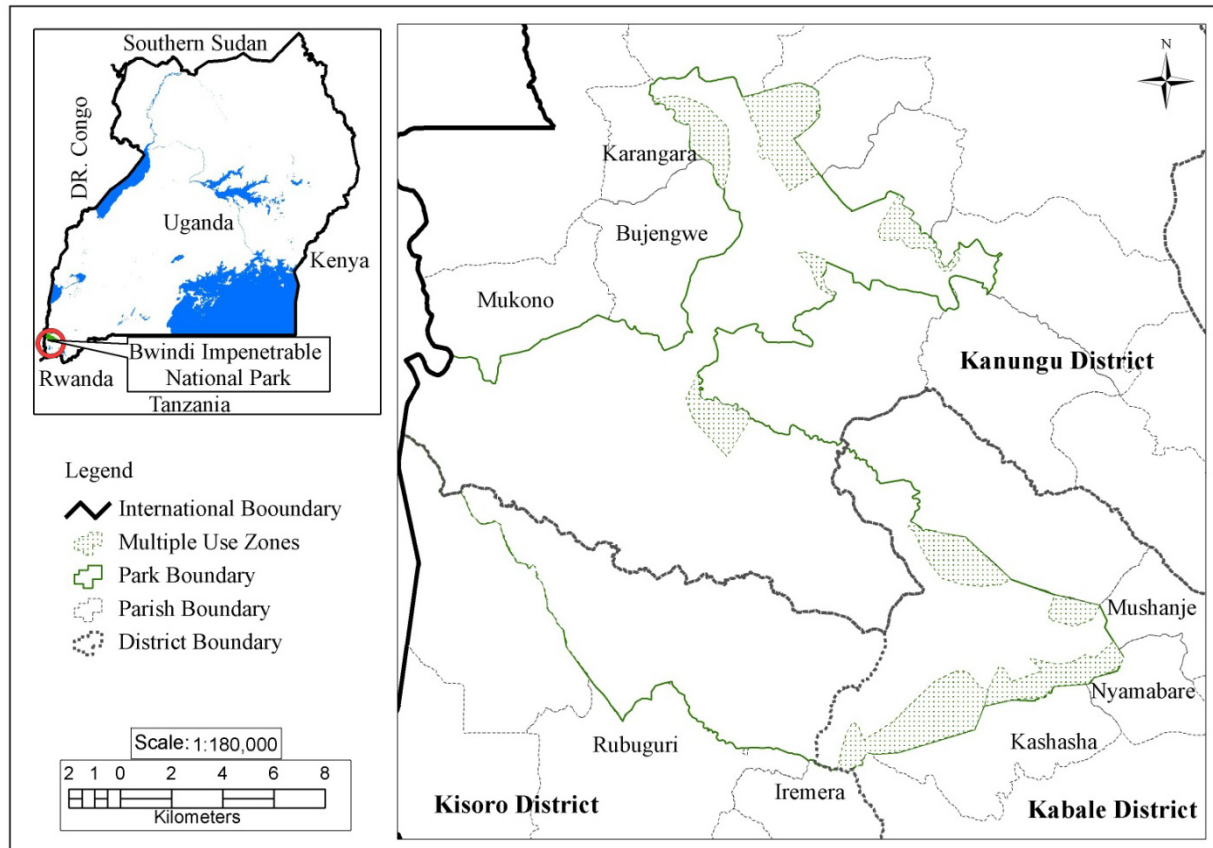 Southern Sudan
DR. Congo
Uganda
Kenya
Bwindi Impenetrable
National Park
Rwanda
Tanzania
Legend
International Booundary
Multiple Use Zones
Park Boundary
Parish Boundary
District Boundary
Scale: 1:180,000
2 1 0 2 4 6 8
Kilometers
N
Karangara
Bujengwe
Mukono
Kanungu District
Mushanje
Nyamabare
Rubuguri
Kashasha
Iremera
Kisoro District
Kabale District